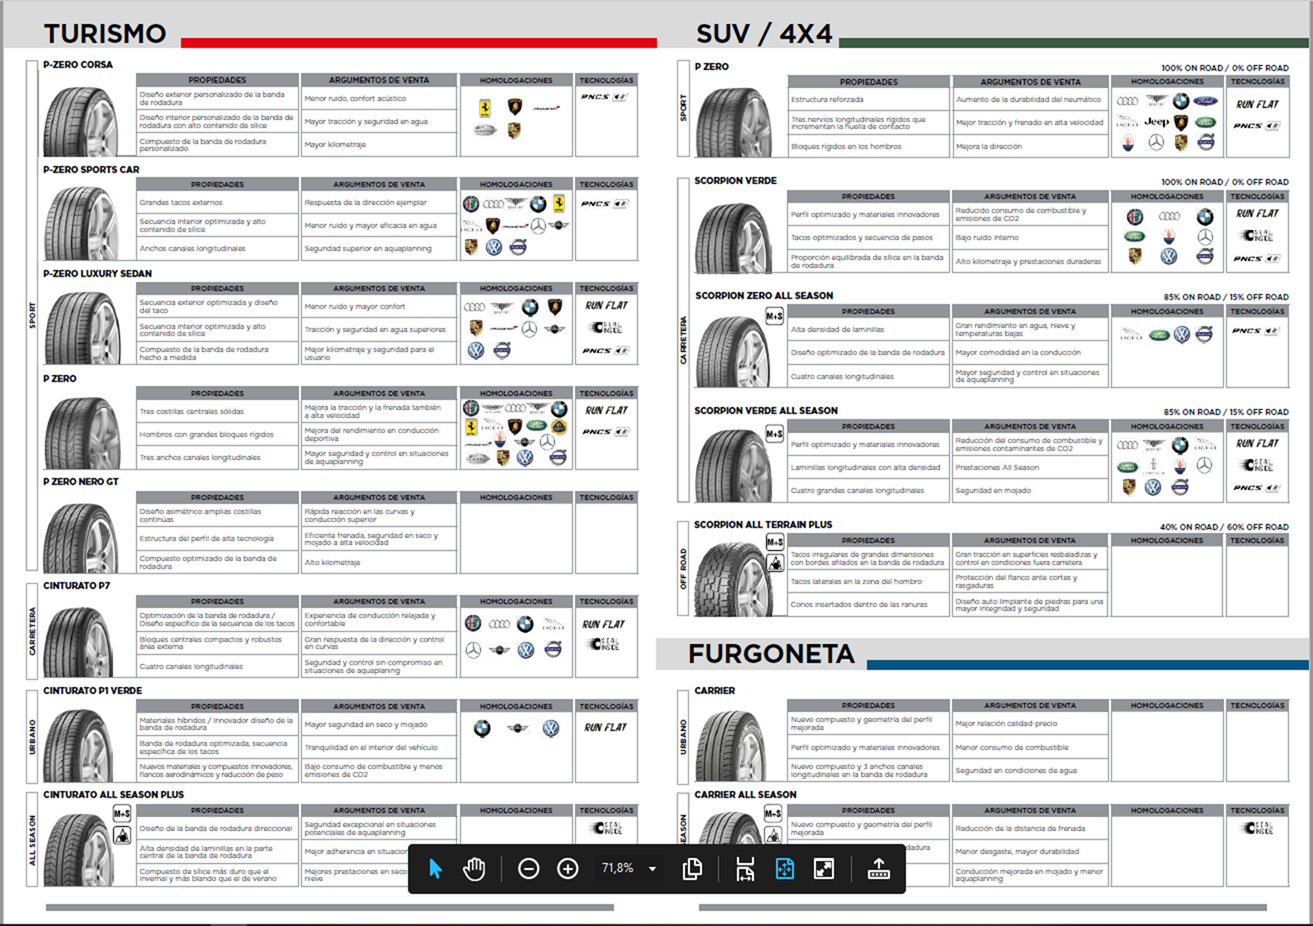 TURISMO
P-ZERO CORSA
PROPIEDADES
ARGUMENTOS DE VENTA
HOMOLOGACIONES
TECNOLOGÍAS
Diseño exterior personalizado de la banda
de rodadura
Menor ruido, confort acústico
PNCS
Diseño interior personalizado de la banda de
rodadura con alto contenido de sílice
Mayor tracción y seguridad en agua
Compuesto de la banda de rodadura
personalizado
Mayor kilometraje
P-ZERO SPORTS CAR
PROPIEDADES
ARGUMENTOS DE VENTA
HOMOLOGACIONES
TECNOLOGÍAS
Grandes tacos externos
Respuesta de la dirección ejemplar
PNCS
Secuencia interior optimizada y alto
contenido de sílice
Menor ruido y mayor eficacia en agua
Anchos canales longitudinales
Seguridad superior en aquaplanning
SPORT
P-ZERO LUXURY SEDAN
PROPIEDADES
ARGUMENTOS DE VENTA
HOMOLOGACIONES
TECNOLOGÍAS
Secuencia exterior optimizada y diseño
del taco
Menor ruido y mayor confort
RUN FLAT
Secuencia interior optimizada y alto
contenido de sílice
Tracción y seguridad en agua superiores
SEAL
INSIDE
Compuesto de la banda de rodadura
hecho a medida
Mejor kilometraje y seguridad para el
usuario
PNCS
P ZERO
PROPIEDADES
ARGUMENTOS DE VENTA
HOMOLOGACIONES
TECNOLOGÍAS
Tres costillas centrales sólidas
Mejora la tracción y la frenada también
a alta velocidad
RUN FLAT
Hombros con grandes bloques rígidos
Mejora del rendimiento en conducción
deportiva
PNCS
Tres anchos canales longitudinales
Mayor seguridad y control en situaciones
de aquaplanning
P ZERO NERO GT
PROPIEDADES
ARGUMENTOS DE VENTA
HOMOLOGACIONES
TECNOLOGÍAS
Diseño asimétrico amplias costillas
continúas
Rápida reacción en las curvas y
conducción superior
Estructura del perfil de alta tecnología
Eficiente frenada, seguridad en seco y
mojado a alta velocidad
Compuesto optimizado de la banda de
rodadura
Alto kilometraje
CARRETERA
CINTURATO P7
PROPIEDADES
ARGUMENTOS DE VENTA
HOMOLOGACIONES
TECNOLOGÍAS
Optimización de la banda de rodadura /
Diseño específico de la secuencia de los tacos
Experiencia de conducción relajada y
confortable
RUN FLAT
Bloques centrales compactos y robustos
área externa
Gran respuesta de la dirección y control
en curvas
SEAL
INSIDE
Cuatro canales longitudinales
Seguridad y control sin compromiso en
situaciones de aquaplaning
URBANO
CINTURATO P1 VERDE
PROPIEDADES
ARGUMENTOS DE VENTA
HOMOLOGACIONES
TECNOLOGÍAS
Materiales híbridos / Innovador diseño de la
banda de rodadura
Mayor seguridad en seco y mojado
RUN FLAT
Banda de rodadura optimizada, secuencia
específica de los tacos
Tranquilidad en el interior del vehículo
Nuevos materiales y compuestos innovadores,
flancos aerodinámicos y reducción de peso
Bajo consumo de combustible y menos
emisiones de CO2
ALL SEASON
CINTURATO ALL SEASON PLUS
M+S
PROPIEDADES
ARGUMENTOS DE VENTA
HOMOLOGACIONES
TECNOLOGÍAS
Diseño de la banda de rodadura direccional
Seguridad excepcional en situaciones
potenciales de aquaplanning
SEAL
INSIDE
Alta densidad de laminillas en la parte
central de la banda de rodadura
Mejor adherencia en
Compuesto de sílice más duro que el
invernal y más blando que el de verano
Mejores prestaciones en
nieve
SUV / 4X4
SPORT
P ZERO
100% ON ROAD / 0% OFF ROAD
PROPIEDADES
ARGUMENTOS DE VENTA
HOMOLOGACIONES
TECNOLOGÍAS
Estructura reforzada
Aumento de la durabilidad del neumático
Ford
RUN FLAT
Tres nervios longitudinales rígidos que
incrementan la huella de contacto
Mejor tracción y frenado en alta velocidad
Jeep
PNCS
Bloques rígidos en los hombros
Mejora la dirección
CARRETERA
SCORPION VERDE
100% ON ROAD / 0% OFF ROAD
PROPIEDADES
ARGUMENTOS DE VENTA
HOMOLOGACIONES
TECNOLOGÍAS
Perfil optimizado y materiales innovadores
Reducido consumo de combustible y
emisiones de CO2
RUN FLAT
Tacos optimizados y secuencia de pasos
Bajo ruido interno
SEAL
INSIDE
Proporción equilibrada de sílice en la banda
de rodadura
Alto kilometraje y prestaciones duraderas
PNCS
SCORPION ZERO ALL SEASON
85% ON ROAD / 15% OFF ROAD
M+S
PROPIEDADES
ARGUMENTOS DE VENTA
HOMOLOGACIONES
TECNOLOGÍAS
Alta densidad de laminillas
Gran rendimiento en agua, nieve y
temperaturas bajas
PNCS
Diseño optimizado de la banda de rodadura
Mayor comodidad en la conducción
Cuatro canales longitudinales
Mayor seguridad y control en situaciones
de aquaplanning
SCORPION VERDE ALL SEASON
85% ON ROAD / 15% OFF ROAD
M+S
PROPIEDADES
ARGUMENTOS DE VENTA
HOMOLOGACIONES
TECNOLOGÍAS
Perfil optimizado y materiales innovadores
Reducción del consumo de combustible y
emisiones contaminantes de CO2
RUN FLAT
Laminillas longitudinales con alta densidad
Prestaciones All Season
SEAL
INSIDE
Cuatro grandes canales longitudinales
Seguridad en mojado
PNCS
OFF ROAD
SCORPION ALL TERRAIN PLUS
40% ON ROAD / 60% OFF ROAD
M+S
PROPIEDADES
ARGUMENTOS DE VENTA
HOMOLOGACIONES
TECNOLOGÍAS
Tacos irregulares de grandes dimensiones
con bordes afilados en la banda de rodadura
Gran tracción en superficies resbaladizas y
control en condiciones fuera carretera
Tacos laterales en la zona del hombro
Protección del flanco ante cortes y
rasgaduras
Conos insertados dentro de las ranuras
Diseño auto limpiante de piedras para una
mayor integridad y seguridad
FURGONETA
URBANO
CARRIER
PROPIEDADES
ARGUMENTOS DE VENTA
HOMOLOGACIONES
TECNOLOGÍAS
Nuevo compuesto y geometría del perfil
mejorada
Mejor relación calidad-precio
Perfil optimizado y materiales innovadores
Menor consumo de combustible
Nuevo compuesto y 3 anchos canales
longitudinales en la banda de rodadura
Seguridad en condiciones de agua
CARRIER ALL SEASON
M+S
PROPIEDADES
ARGUMENTOS DE VENTA
HOMOLOGACIONES
TECNOLOGÍAS
Nuevo compuesto y geometría del perfil
mejorada
Reducción de la distancia de frenada
SEAL
INSIDE
Menor desgaste, mayor durabilidad
Conducción mejorada en mojado y menor
aquaplanning
71,8%